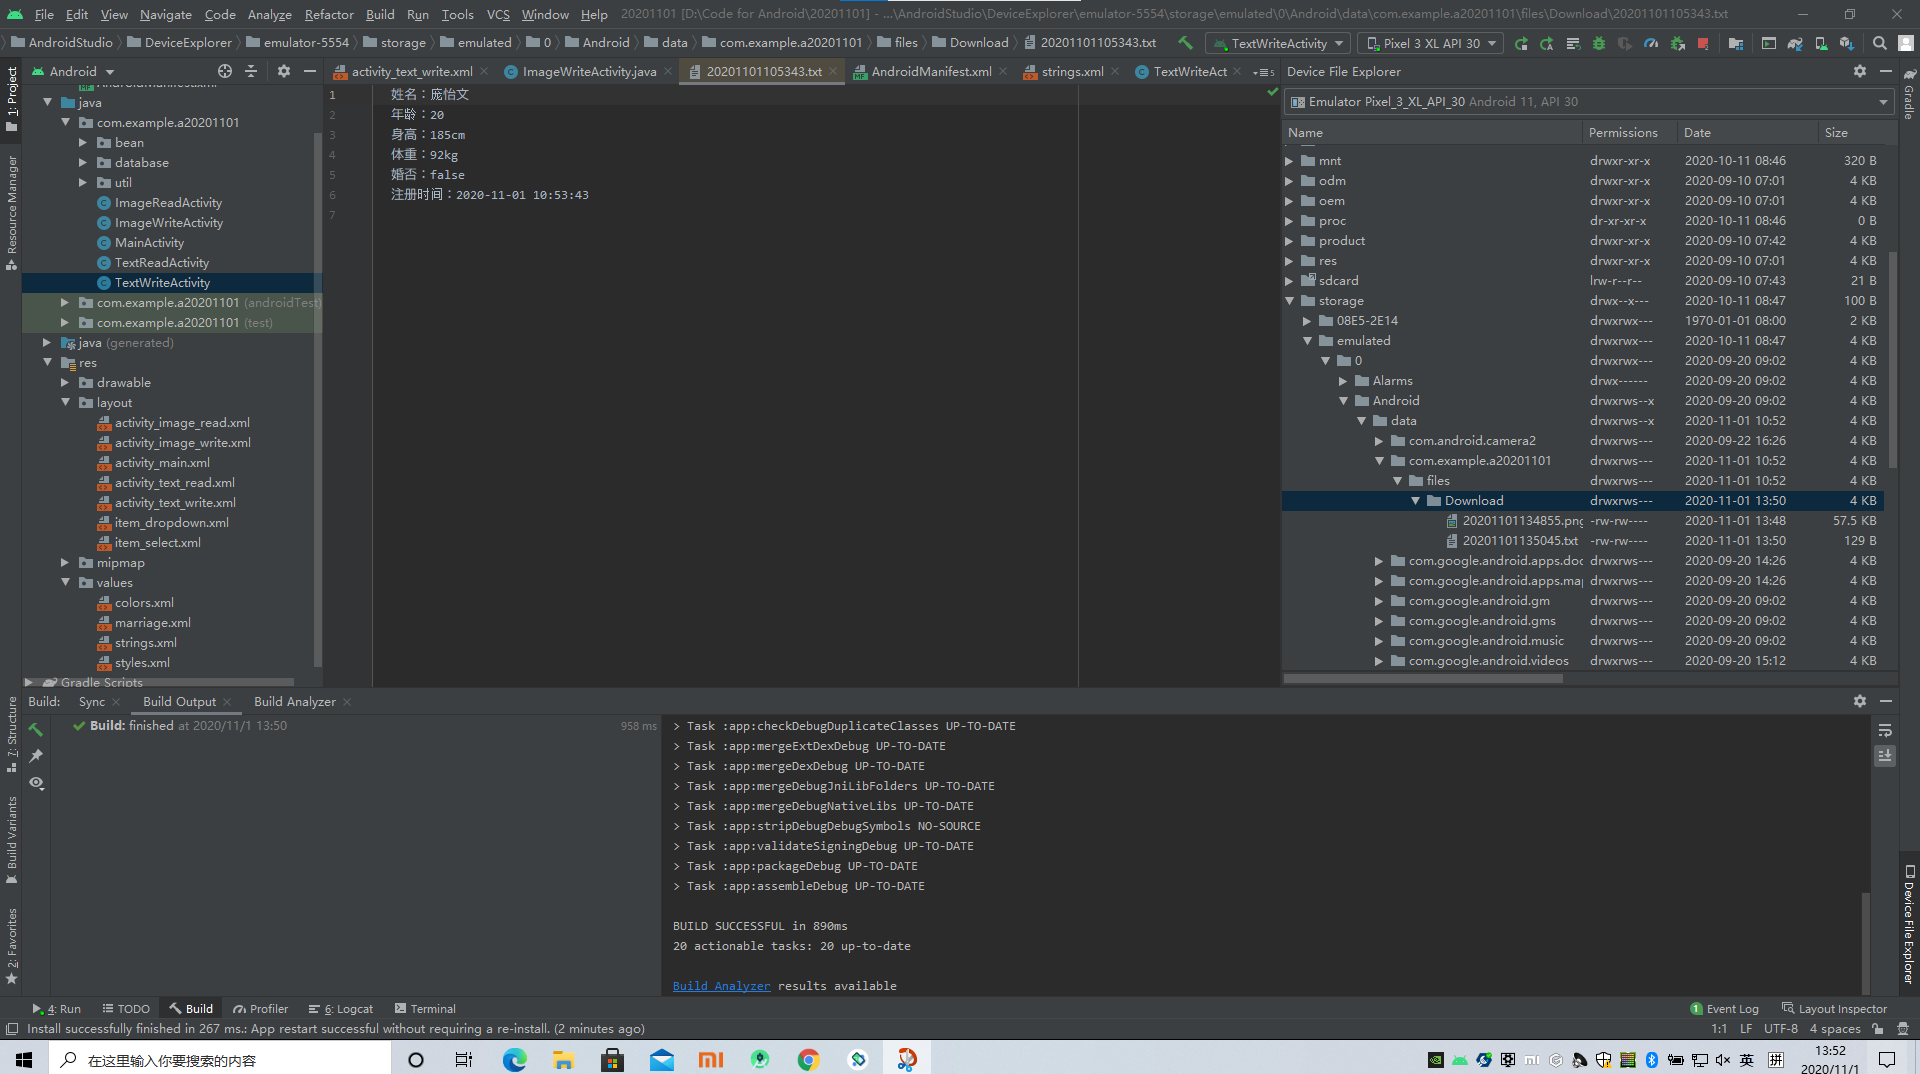 File Edit View Navigate Code Analyze Refactor Build Run Tools VCS Window Help 20201101 [D:\Code for Android\20201101] - ...\AndroidStudio\DeviceExplorer\emulator-5554\storage\emulated\0\Android\data\com.example.a20201101\files\Download\20201101105343.txt
AndroidStudio DeviceExplorer emulator-5554 storage emulated 0 Android data com.example.a20201101 files Download 20201101105343.txt TextWriteActivity Pixel 3 XL API 30
Android activity_text_write.xml ImageWriteActivity.java 20201101105343.txt AndroidManifest.xml strings.xml TextWriteAct Device File Explorer
1: Project
Resource Manager
java
com.example.a20201101
bean
database
util
ImageReadActivity
ImageWriteActivity
MainActivity
TextReadActivity
TextWriteActivity
com.example.a20201101 (androidTest)
com.example.a20201101 (test)
java (generated)
res
drawable
layout
activity_image_read.xml
activity_image_write.xml
activity_main.xml
activity_text_read.xml
activity_text_write.xml
item_dropdown.xml
item_select.xml
mipmap
values
colors.xml
marriage.xml
strings.xml
styles.xml
Gradle Scripts
1 姓名：庞怡文
2 年龄：20
3 身高：185cm
4 体重：92kg
5 婚否：false
6 注册时间：2020-11-01 10:53:43
7
Emulator Pixel_3_XL_API_30 Android 11, API 30
Name Permissions Date Size
mnt drwxr-xr-x 2020-10-11 08:46 320 B
odm drwxr-xr-x 2020-09-10 07:01 4 KB
oem drwxr-xr-x 2020-09-10 07:01 4 KB
proc dr-xr-xr-x 2020-10-11 08:46 0 B
product drwxr-xr-x 2020-09-10 07:42 4 KB
res drwxr-xr-x 2020-09-10 07:01 4 KB
sdcard lrw-r--r-- 2020-09-10 07:43 21 B
storage drwx--x--- 2020-10-11 08:47 100 B
08E5-2E14 drwxrwx--- 1970-01-01 08:00 2 KB
emulated drwxrwx--- 2020-10-11 08:47 4 KB
0 drwxrws--- 2020-09-20 09:02 4 KB
Alarms drwx------ 2020-09-20 09:02 4 KB
Android drwxrws--x 2020-09-20 09:02 4 KB
data drwxrws--x 2020-11-01 10:52 4 KB
com.android.camera2 drwxrws--- 2020-09-22 16:26 4 KB
com.example.a20201101 drwxrws--- 2020-11-01 10:52 4 KB
files drwxrws--- 2020-11-01 10:52 4 KB
Download drwxrws--- 2020-11-01 13:50 4 KB
20201101134855.png -rw-rw---- 2020-11-01 13:48 57.5 KB
20201101135045.txt -rw-rw---- 2020-11-01 13:50 129 B
com.google.android.apps.doc drwxrws--- 2020-09-20 14:26 4 KB
com.google.android.apps.ma drwxrws--- 2020-09-20 14:26 4 KB
com.google.android.gm drwxrws--- 2020-09-20 09:02 4 KB
com.google.android.gms drwxrws--- 2020-09-20 09:02 4 KB
com.google.android.music drwxrws--- 2020-09-20 09:02 4 KB
com.google.android.videos drwxrws--- 2020-09-20 15:12 4 KB
Gradle
Device File Explorer
Build: Sync Build Output Build Analyzer
7: Structure
Build Variants
2: Favorites
Build: finished at 2020/11/1 13:50 958 ms
> Task :app:checkDebugDuplicateClasses UP-TO-DATE
> Task :app:mergeExtDexDebug UP-TO-DATE
> Task :app:mergeDexDebug UP-TO-DATE
> Task :app:mergeDebugJniLibFolders UP-TO-DATE
> Task :app:mergeDebugNativeLibs UP-TO-DATE
> Task :app:stripDebugDebugSymbols NO-SOURCE
> Task :app:validateSigningDebug UP-TO-DATE
> Task :app:packageDebug UP-TO-DATE
> Task :app:assembleDebug UP-TO-DATE
BUILD SUCCESSFUL in 890ms
20 actionable tasks: 20 up-to-date
Build Analyzer results available
4: Run TODO Build Profiler 6: Logcat Terminal 1 Event Log Layout Inspector
Install successfully finished in 267 ms.: App restart successful without requiring a re-install. (2 minutes ago) 1:1 LF UTF-8 4 spaces
在这里输入你要搜索的内容 英 拼 13:52
2020/11/1